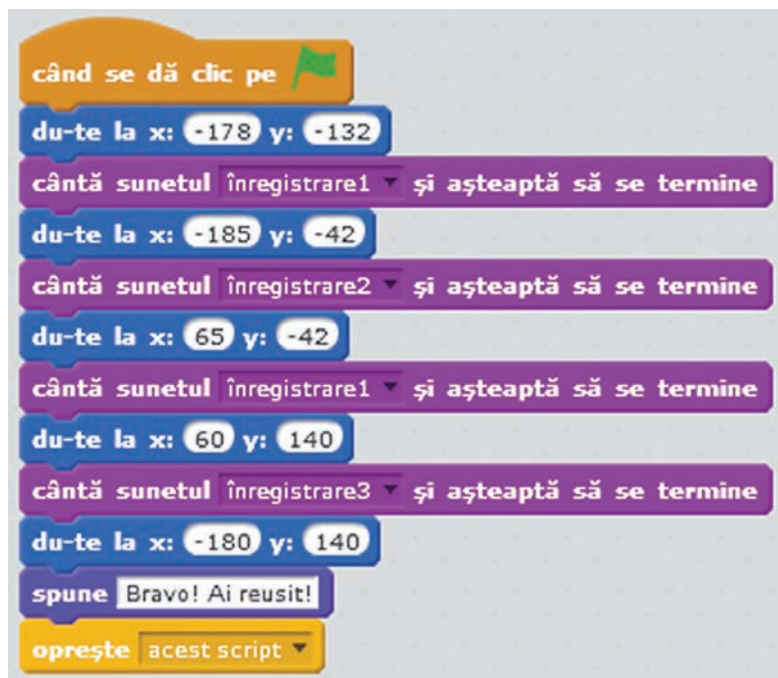 când se dă clic pe
du-te la x: -178 y: -132
cântă sunetul înregistrare1 și așteaptă să se termine
du-te la x: -185 y: -42
cântă sunetul înregistrare2 și așteaptă să se termine
du-te la x: 65 y: -42
cântă sunetul înregistrare1 și așteaptă să se termine
du-te la x: 60 y: 140
cântă sunetul înregistrare3 și așteaptă să se termine
du-te la x: -180 y: 140
spune Bravo! Ai reusit!
oprește acest script